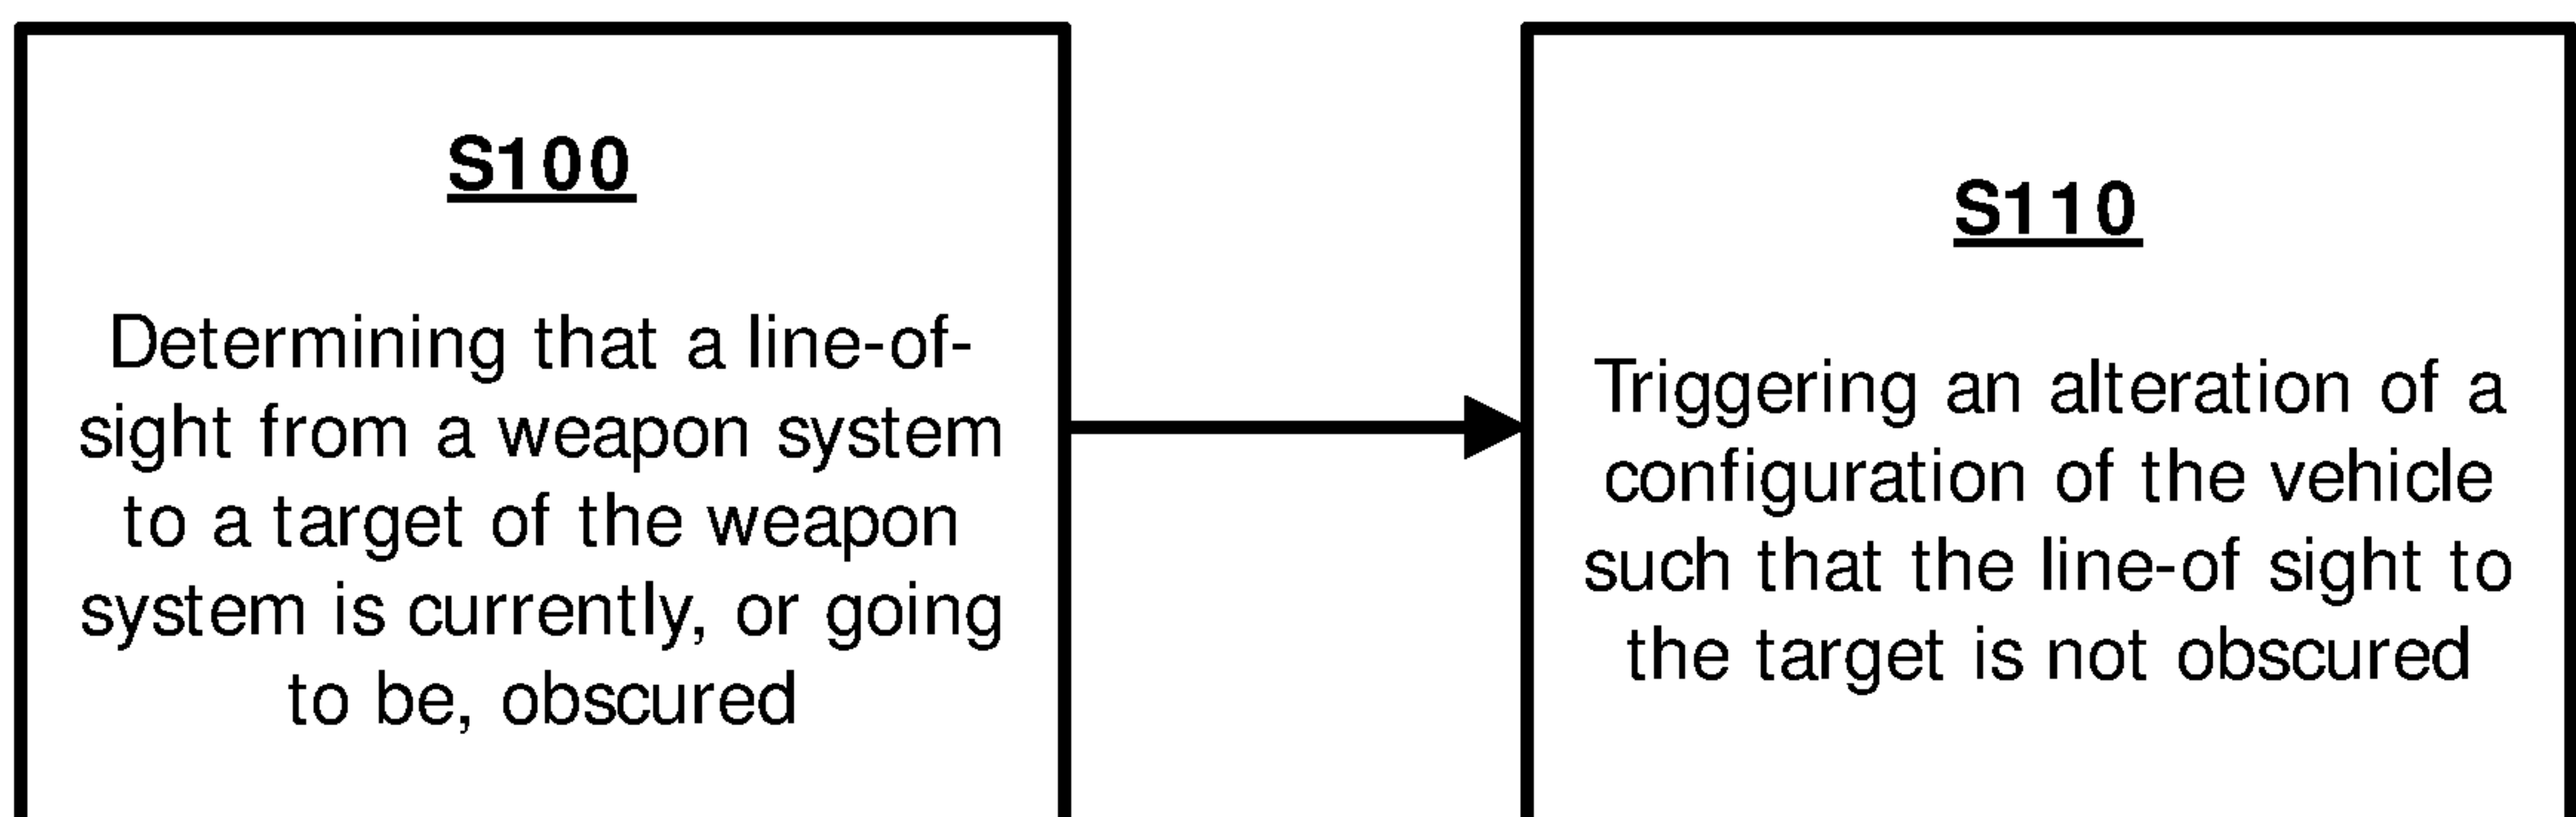 S100
Determining that a line-of-
sight from a weapon system
to a target of the weapon
system is currently, or going
to be, obscured
S110
Triggering an alteration of a
configuration of the vehicle
such that the line-of sight to
the target is not obscured